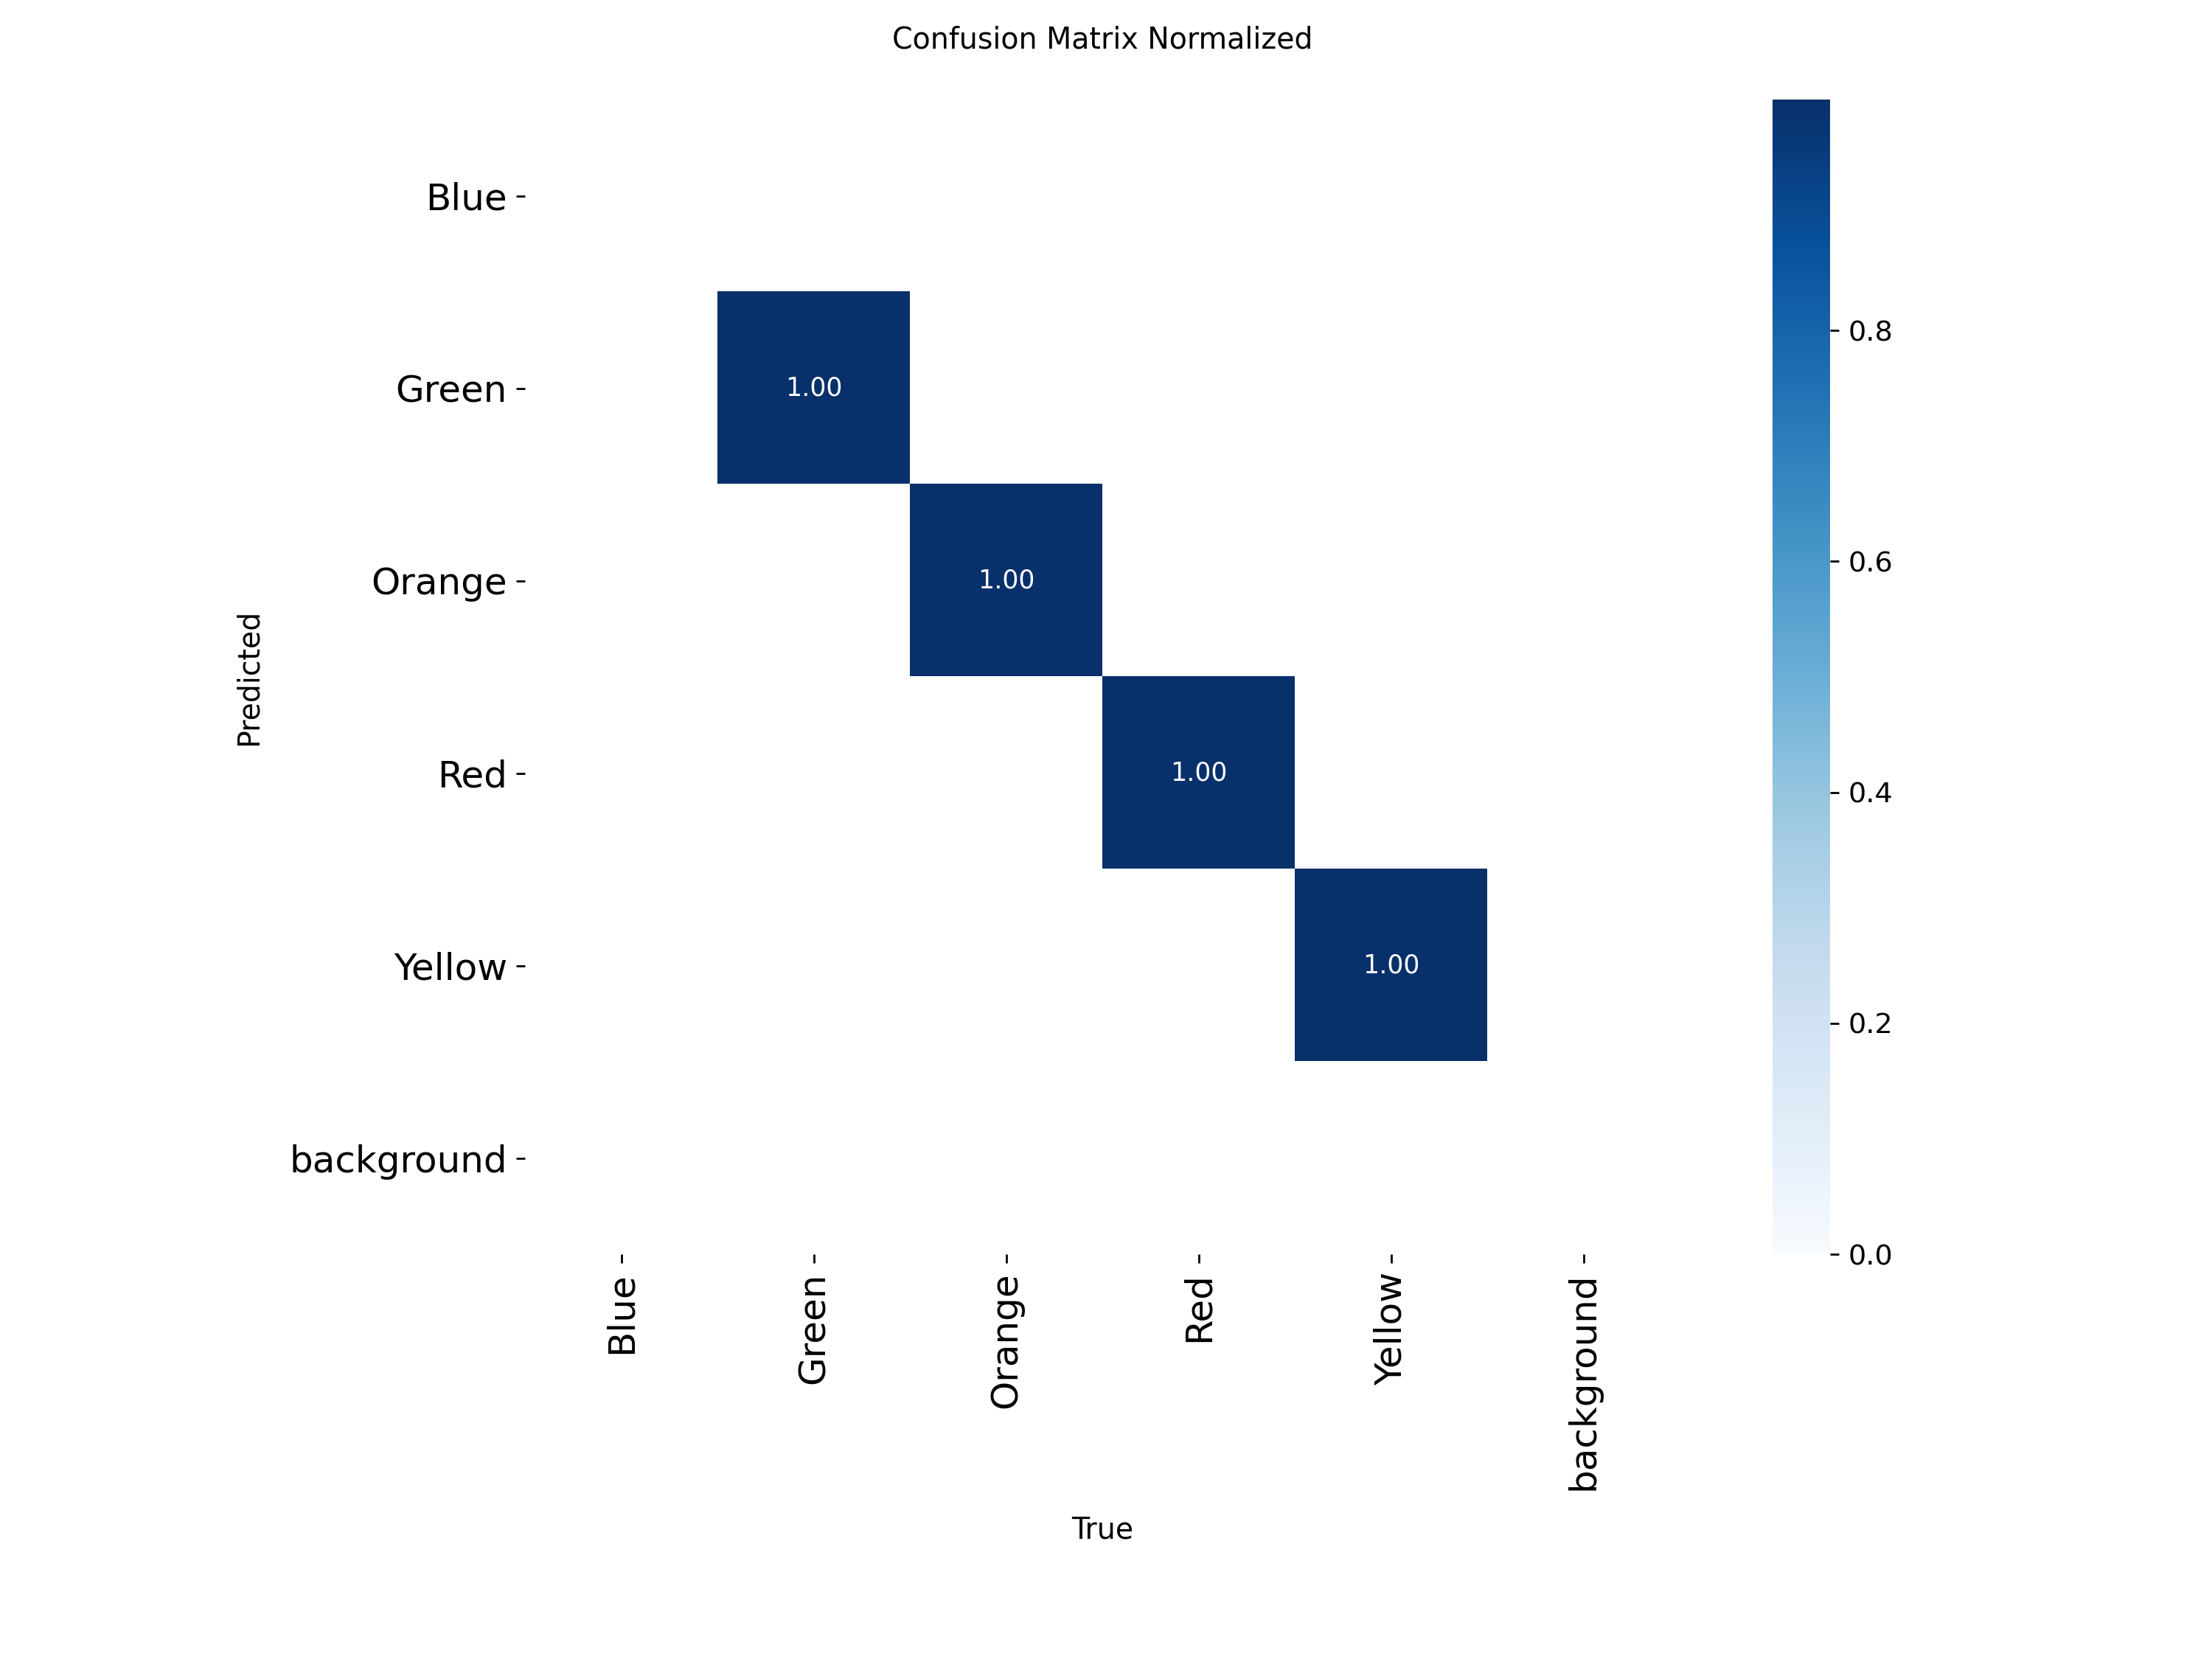 Confusion Matrix Normalized
Predicted
Blue
Green
Orange
Red
Yellow
background
1.00
1.00
1.00
1.00
Blue
Green
Orange
Red
Yellow
background
True
0.8
0.6
0.4
0.2
0.0